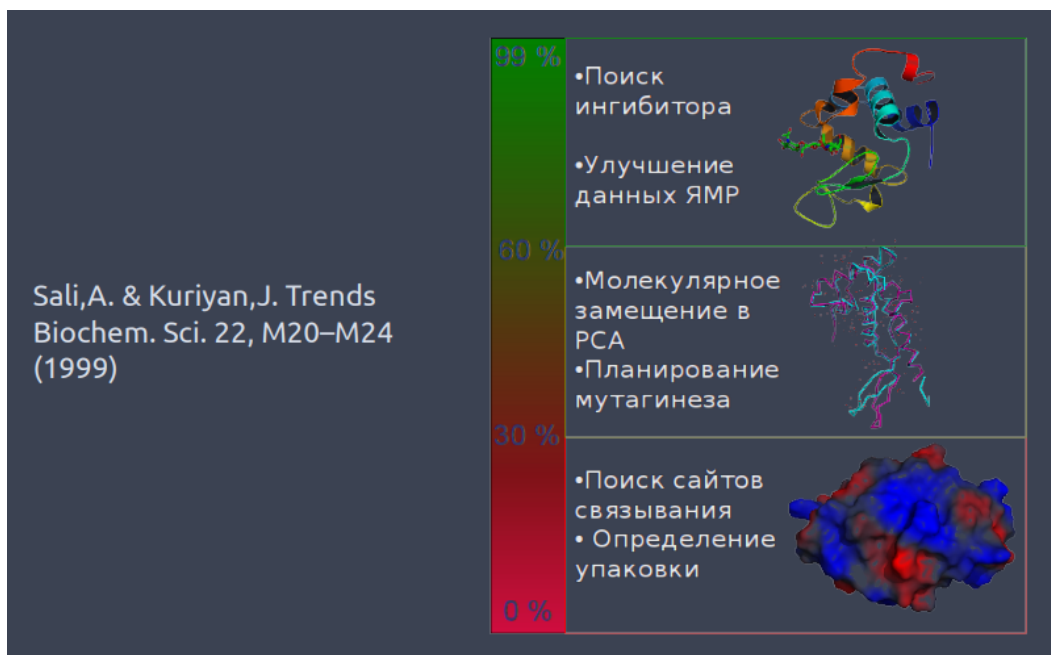 Sali,A. & Kuriyan,J. Trends
Biochem. Sci. 22, M20–M24
(1999)
99 %
•Поиск
ингибитора
•Улучшение
данных ЯМР
60 %
•Молекулярное
замещение в
РСА
•Планирование
мутагинеза
30 %
•Поиск сайтов
связывания
• Определение
упаковки
0 %